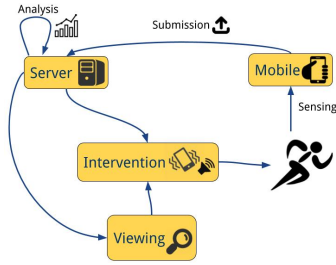 Analysis
Submission
Server
Mobile
Sensing
Intervention
Viewing